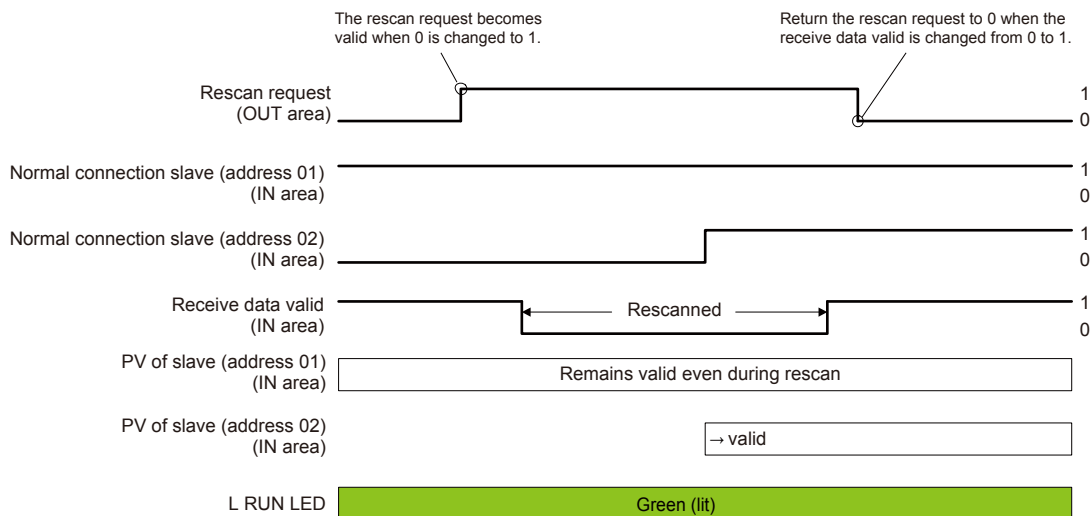 The rescan request becomes
valid when 0 is changed to 1.
Return the rescan request to 0 when the
receive data valid is changed from 0 to 1.
Rescan request
(OUT area)
1
0
Normal connection slave (address 01)
(IN area)
1
0
Normal connection slave (address 02)
(IN area)
1
0
Receive data valid
(IN area)
Rescanned
1
0
PV of slave (address 01)
(IN area)
Remains valid even during rescan
PV of slave (address 02)
(IN area)
→ valid
L RUN LED
Green (lit)